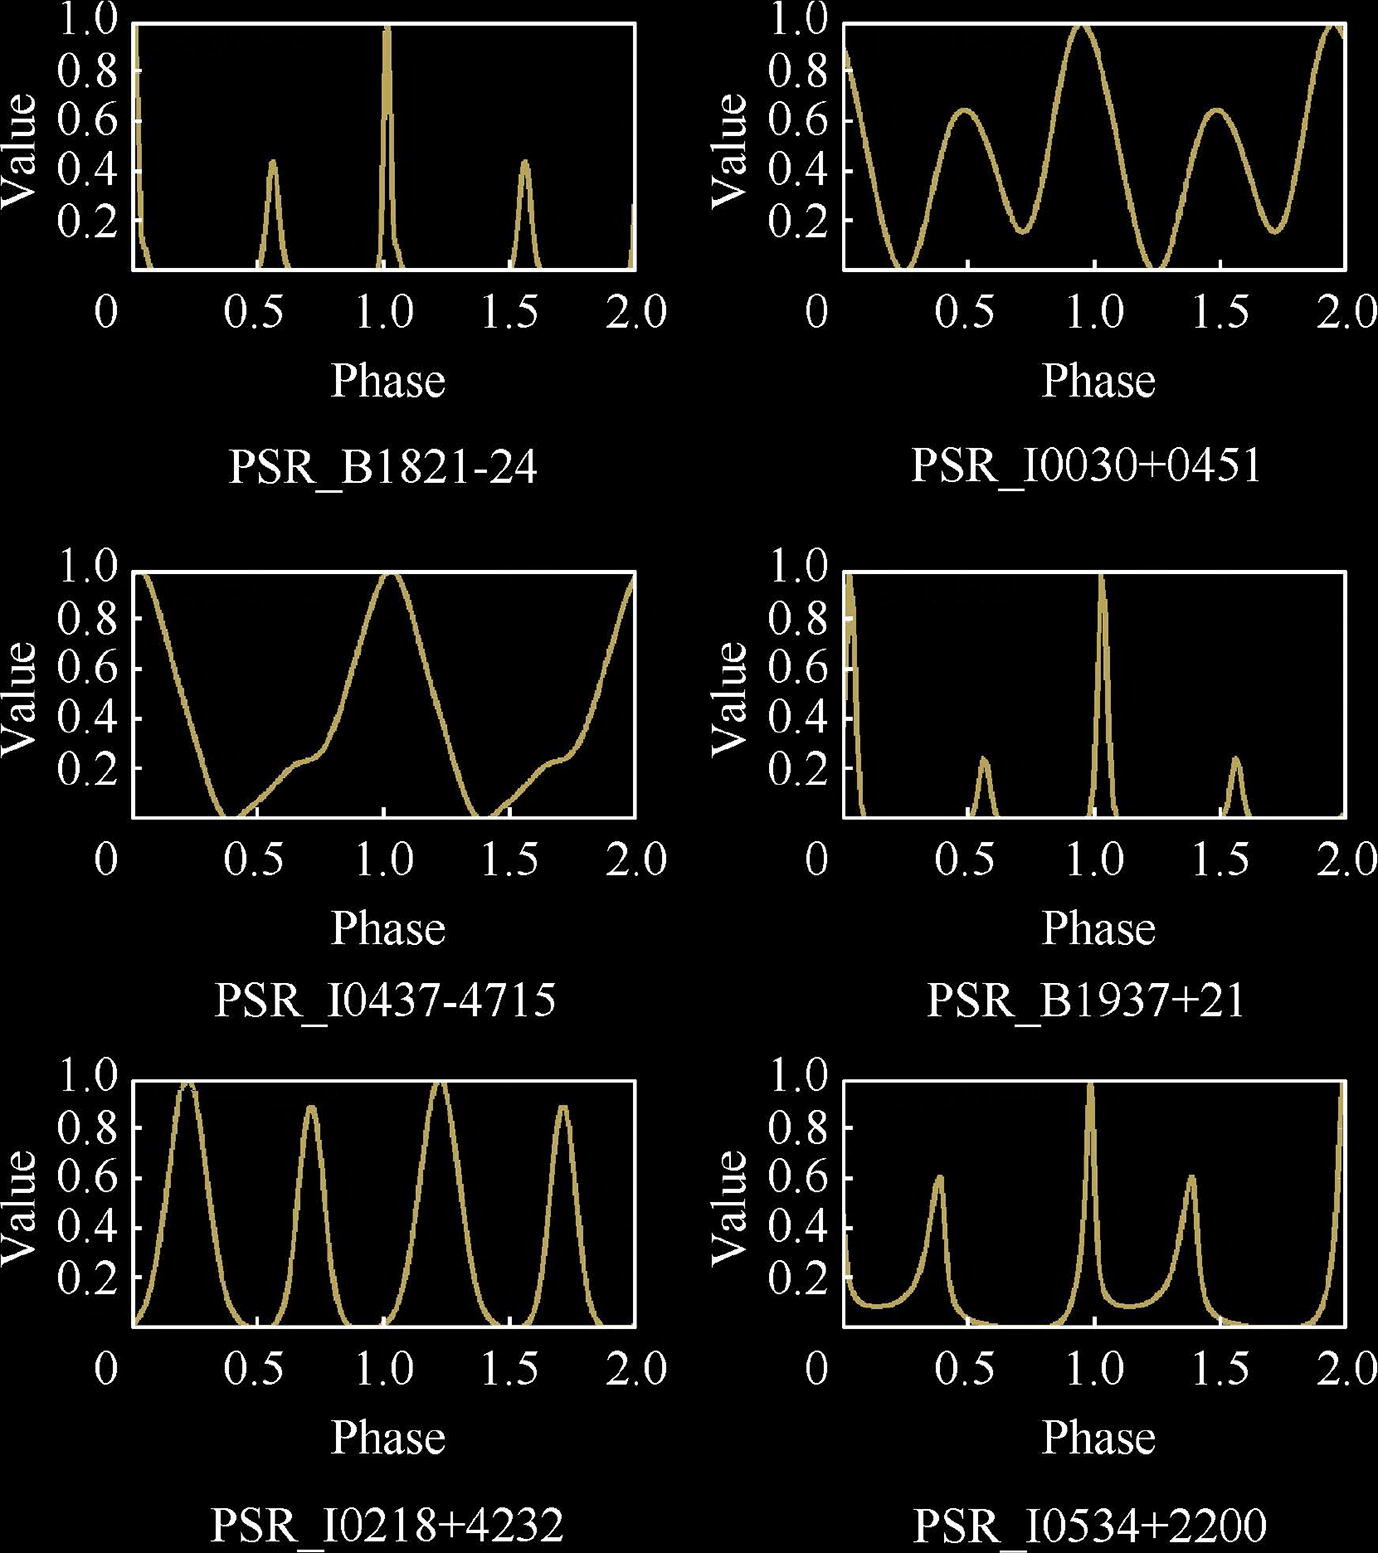 1.0 1.0
0.8 0.8
0.6 0.6
0.4 0.4
0.2 0.2
Value Value
0 0.5 1.0 1.5 2.0 0 0.5 1.0 1.5 2.0
Phase Phase
PSR_B1821-24 PSR_I0030+0451
1.0 1.0
0.8 0.8
0.6 0.6
0.4 0.4
0.2 0.2
Value Value
0 0.5 1.0 1.5 2.0 0 0.5 1.0 1.5 2.0
Phase Phase
PSR_I0437-4715 PSR_B1937+21
1.0 1.0
0.8 0.8
0.6 0.6
0.4 0.4
0.2 0.2
Value Value
0 0.5 1.0 1.5 2.0 0 0.5 1.0 1.5 2.0
Phase Phase
PSR_I0218+4232 PSR_I0534+2200